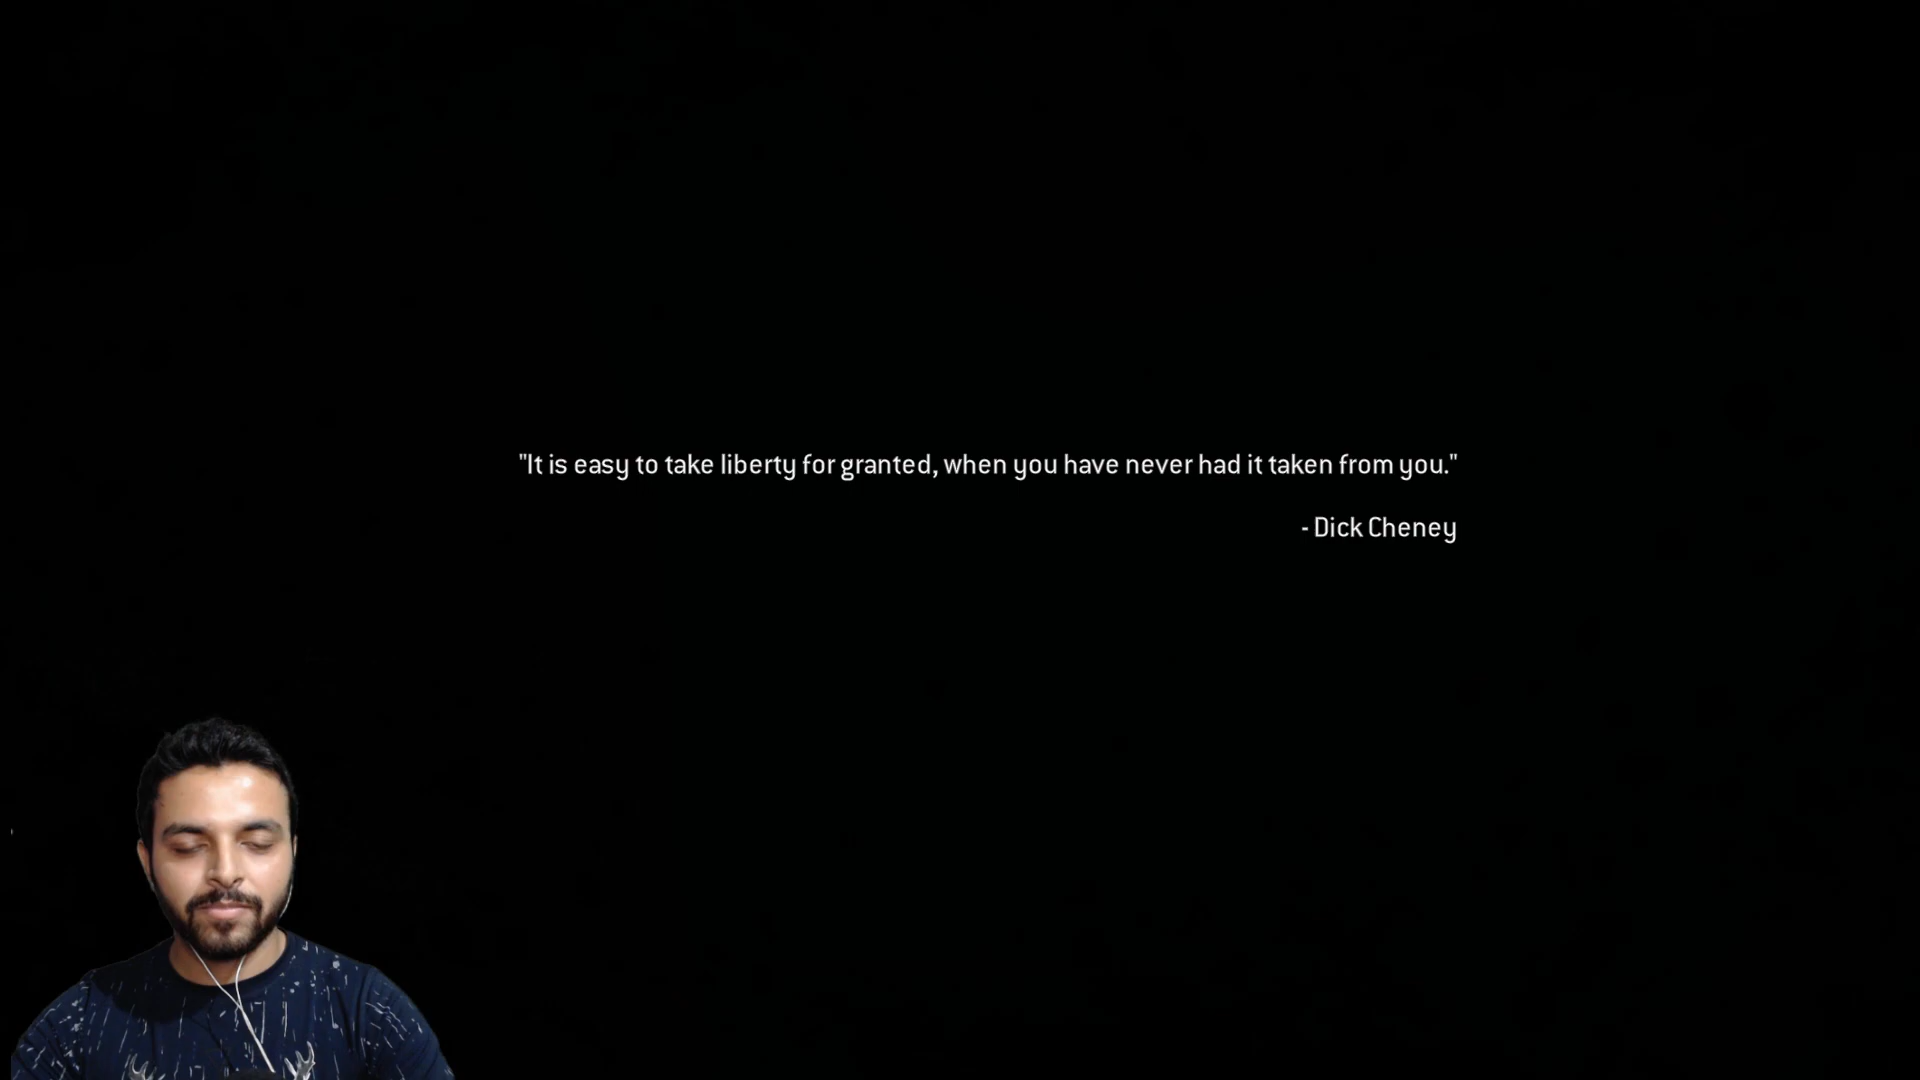 "It is easy to take liberty for granted, when you have never had it taken from you."
- Dick Cheney